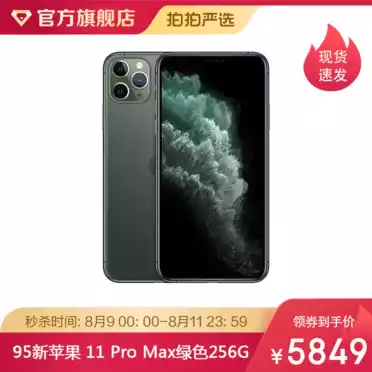 官方旗舰店
拍拍严选
现货
速发
秒杀时间: 8月9 00: 00-8月11 23: 59
领券到手价
95新苹果 11 Pro Max绿色256G
¥5849